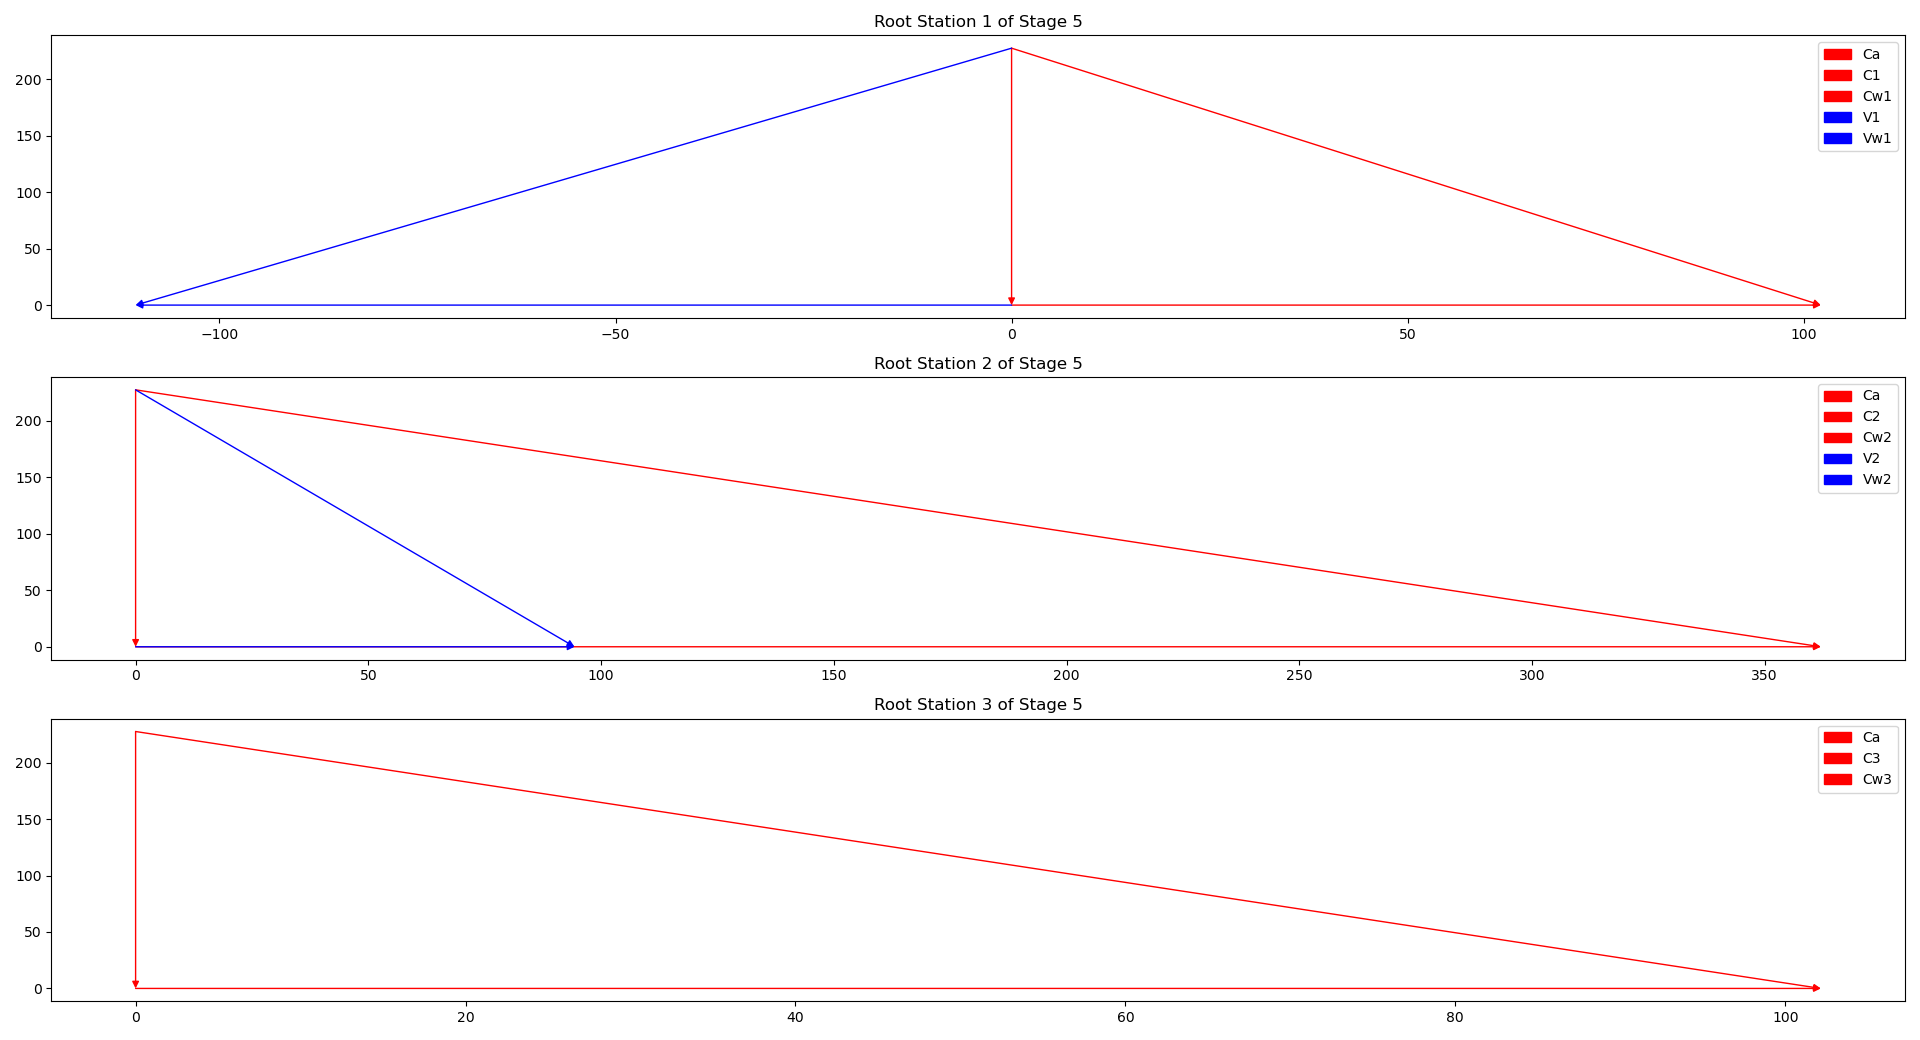 Root Station 1 of Stage 5
200
150
100
50
0
−100
−50
0
50
100
Ca
C1
Cw1
V1
Vw1
Root Station 2 of Stage 5
200
150
100
50
0
0
50
100
150
200
250
300
350
Ca
C2
Cw2
V2
Vw2
Root Station 3 of Stage 5
200
150
100
50
0
0
20
40
60
80
100
Ca
C3
Cw3